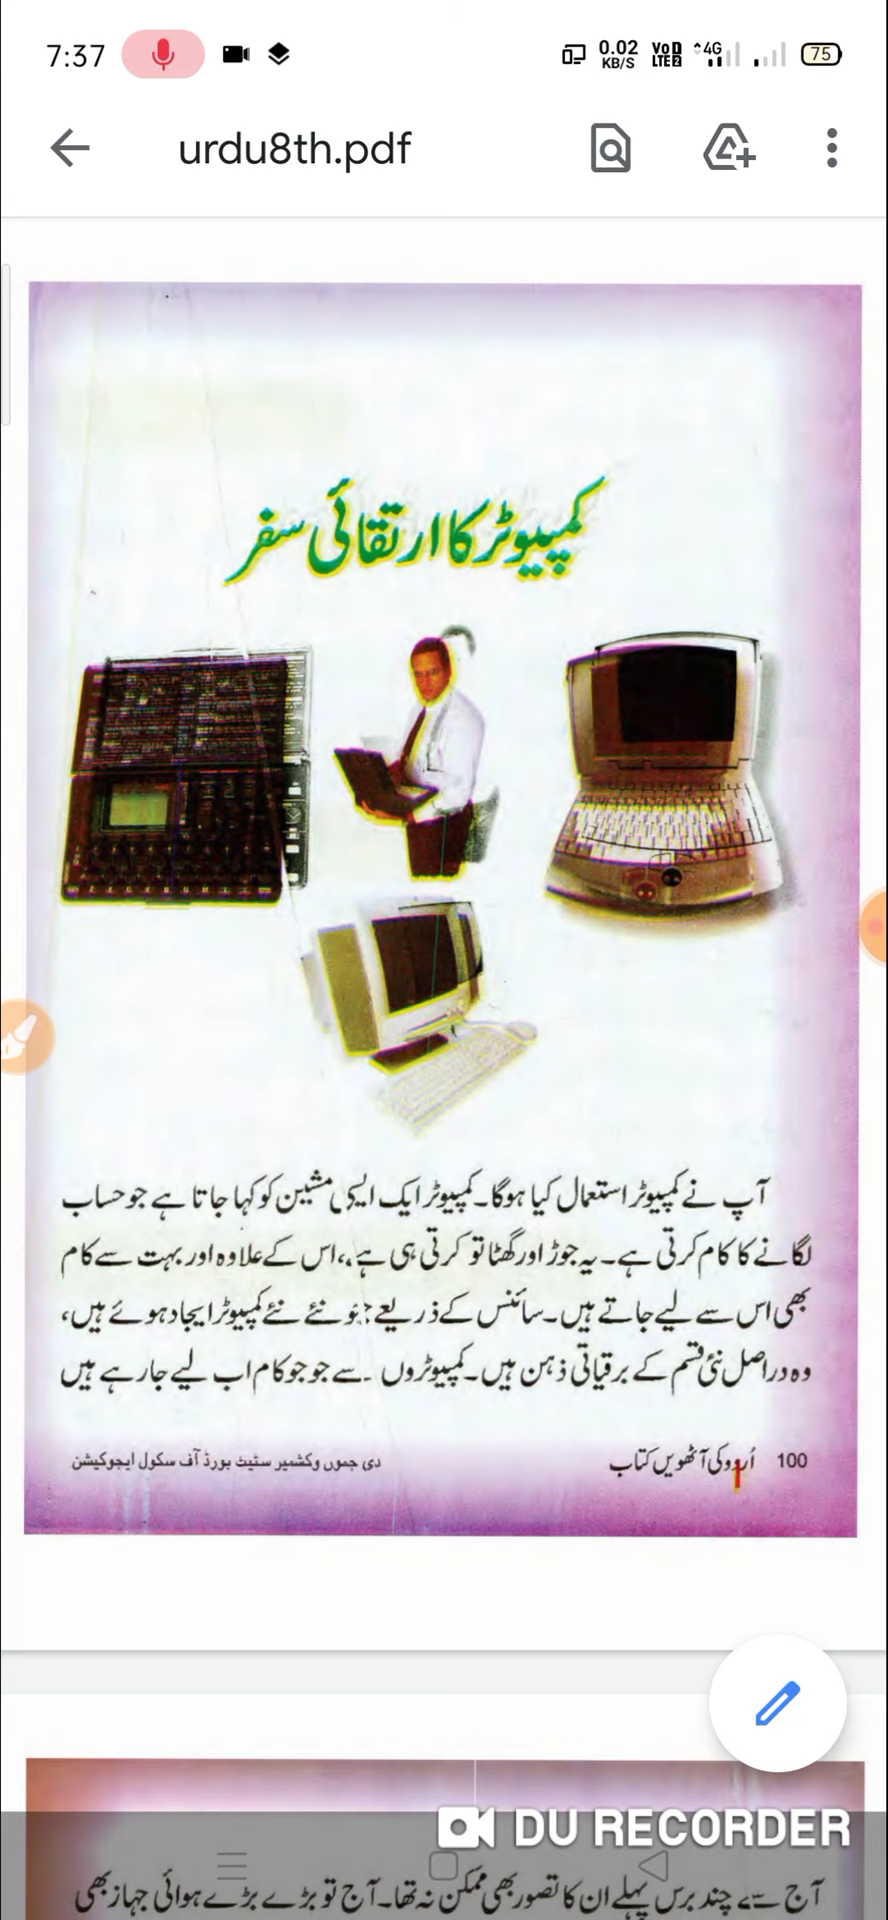 7:37
0.02 KB/S
Vo LTE 2
4G
75
urdu8th.pdf
کمپیوٹر کا ارتقائی سفر
آپ نے کمپیوٹر استعمال کیا ہوگا۔ کمپیوٹر ایک ایسی مشین کو کہا جاتا ہے جو حساب
لگانے کا کام کرتی ہے۔ یہ جوڑ اور گھٹا تو کرتی ہی ہے،، اس کے علاوہ اور بہت سے کام
بھی اس سے لیے جاتے ہیں۔ سائنس کے ذریعے جو نئے نئے کمپیوٹر ایجاد ہوئے ہیں،
وہ دراصل نئی قسم کے برقیاتی ذہن ہیں۔ کمپیوٹروں سے جو جو کام اب لیے جا رہے ہیں
100 اُردو کی آٹھویں کتاب
دی جموں وکشمیر سٹیٹ بورڈ آف سکول ایجوکیشن
DU RECORDER
آج سے چند برس پہلے ان کا تصور بھی ممکن نہ تھا۔ آج تو بڑے بڑے ہوائی جہاز بھی